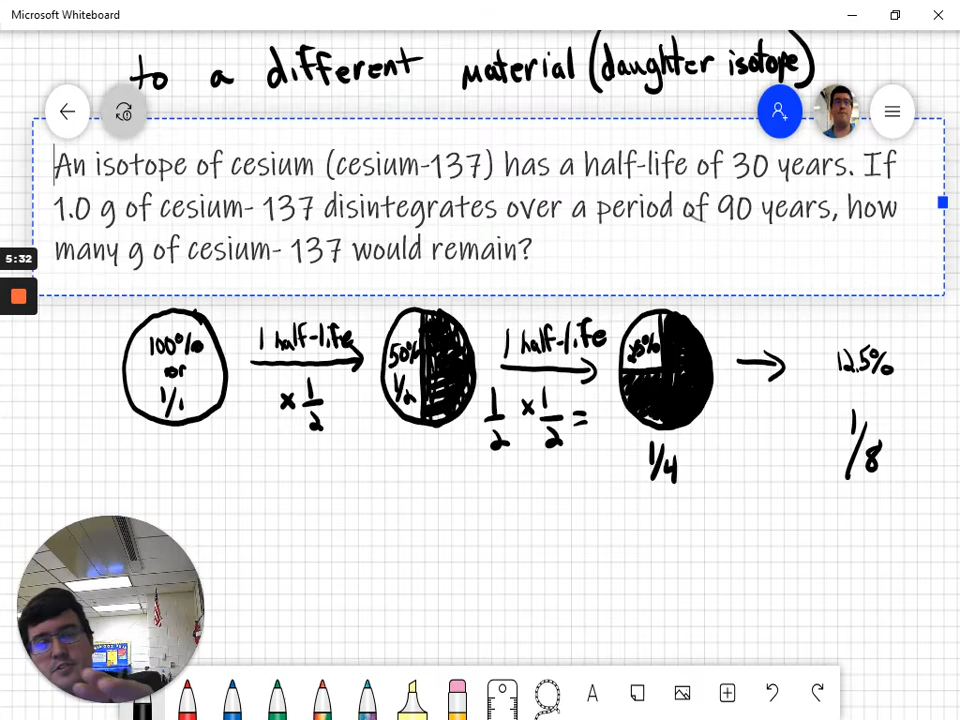 Microsoft Whiteboard
to a different material (daughter isotope)
An isotope of cesium (cesium-137) has a half-life of 30 years. If
1.0 g of cesium- 137 disintegrates over a period of 90 years, how
many g of cesium- 137 would remain?
5:32
100% 1 half-life 50% 1 half-life 25% 12.5%
or
1/1 × 1/2 1/2 1/2 × 1/2 = 1/4 1/8
A